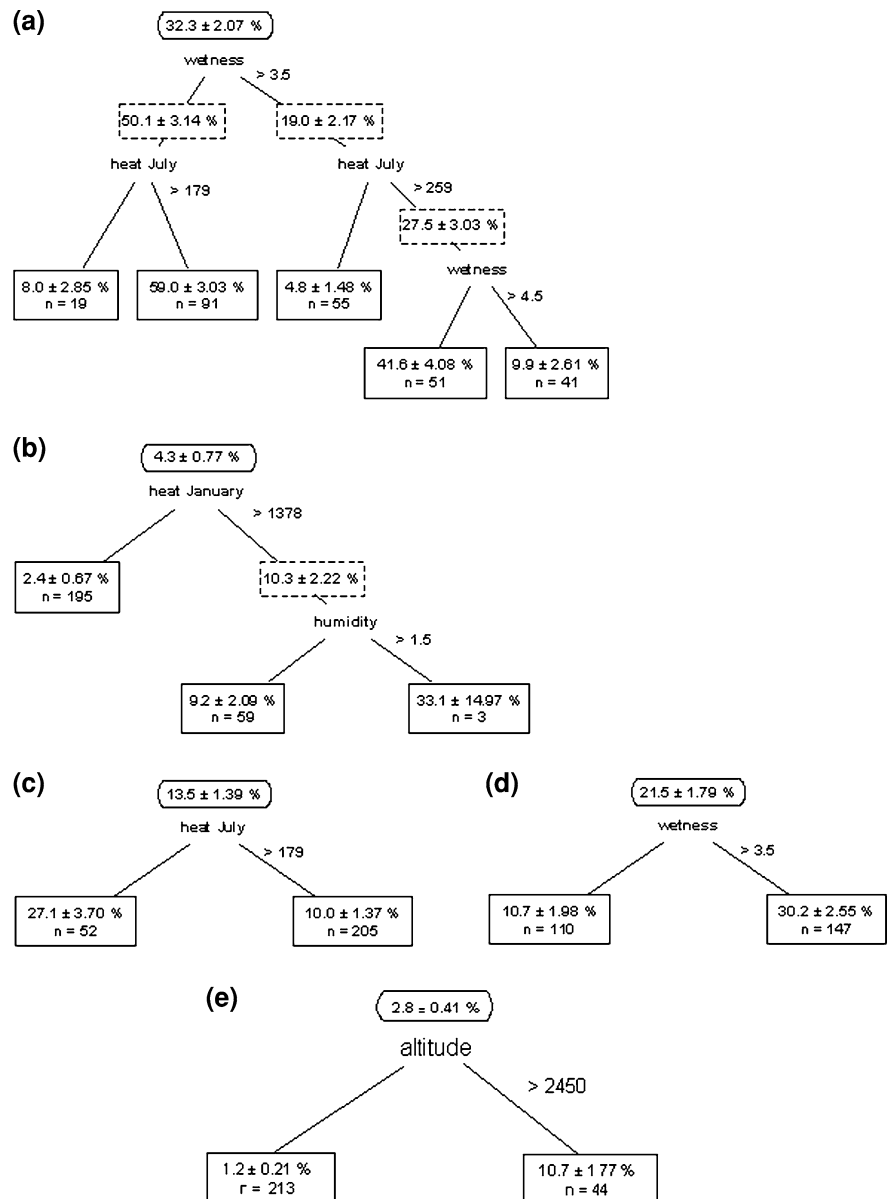 (a)
32.3 ± 2.07 %
wetness
> 3.5
50.1 ± 3.14 %
19.0 ± 2.17 %
heat July
heat July
> 179
> 259
27.5 ± 3.03 %
wetness
8.0 ± 2.85 %
n = 19
59.0 ± 3.03 %
n = 91
4.8 ± 1.48 %
n = 55
> 4.5
41.6 ± 4.08 %
n = 51
9.9 ± 2.61 %
n = 41
(b)
4.3 ± 0.77 %
heat January
> 1378
2.4 ± 0.67 %
n = 195
10.3 ± 2.22 %
humidity
> 1.5
9.2 ± 2.09 %
n = 59
33.1 ± 14.97 %
n = 3
(c)
13.5 ± 1.39 %
heat July
> 179
27.1 ± 3.70 %
n = 52
10.0 ± 1.37 %
n = 205
(d)
21.5 ± 1.79 %
wetness
> 3.5
10.7 ± 1.98 %
n = 110
30.2 ± 2.55 %
n = 147
(e)
2.8 = 0.41 %
altitude
> 2450
1.2 ± 0.21 %
r = 213
10.7 ± 1.77 %
n = 44